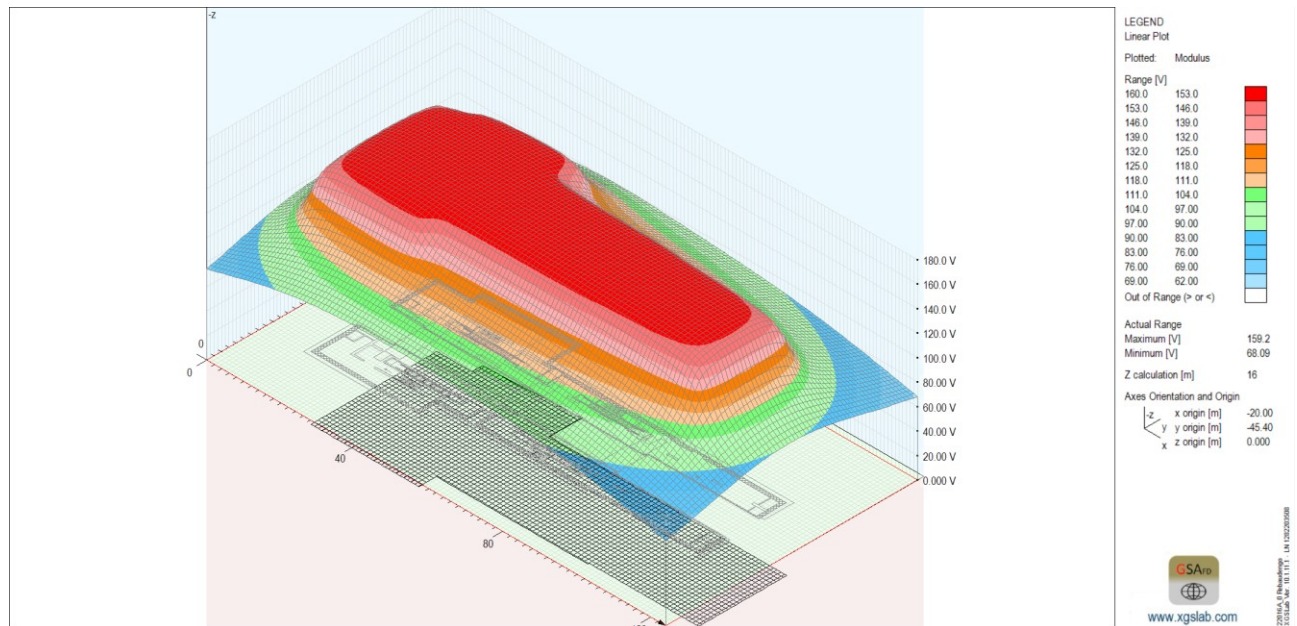 -Z
0
0
40
80
180.0 V
160.0 V
140.0 V
120.0 V
100.0 V
80.00 V
60.00 V
40.00 V
20.00 V
0.000 V
LEGEND
Linear Plot
Plotted: Modulus
Range [V]
160.0 153.0
153.0 146.0
146.0 139.0
139.0 132.0
132.0 125.0
125.0 118.0
118.0 111.0
111.0 104.0
104.0 97.00
97.00 90.00
90.00 83.00
83.00 76.00
76.00 69.00
69.00 62.00
Out of Range (> or <)
Actual Range
Maximum [V] 159.2
Minimum [V] 68.09
Z calculation [m] 16
Axes Orientation and Origin
-z x origin [m] -20.00
y y origin [m] -45.40
x z origin [m] 0.000
GSAFD
www.xgslab.com